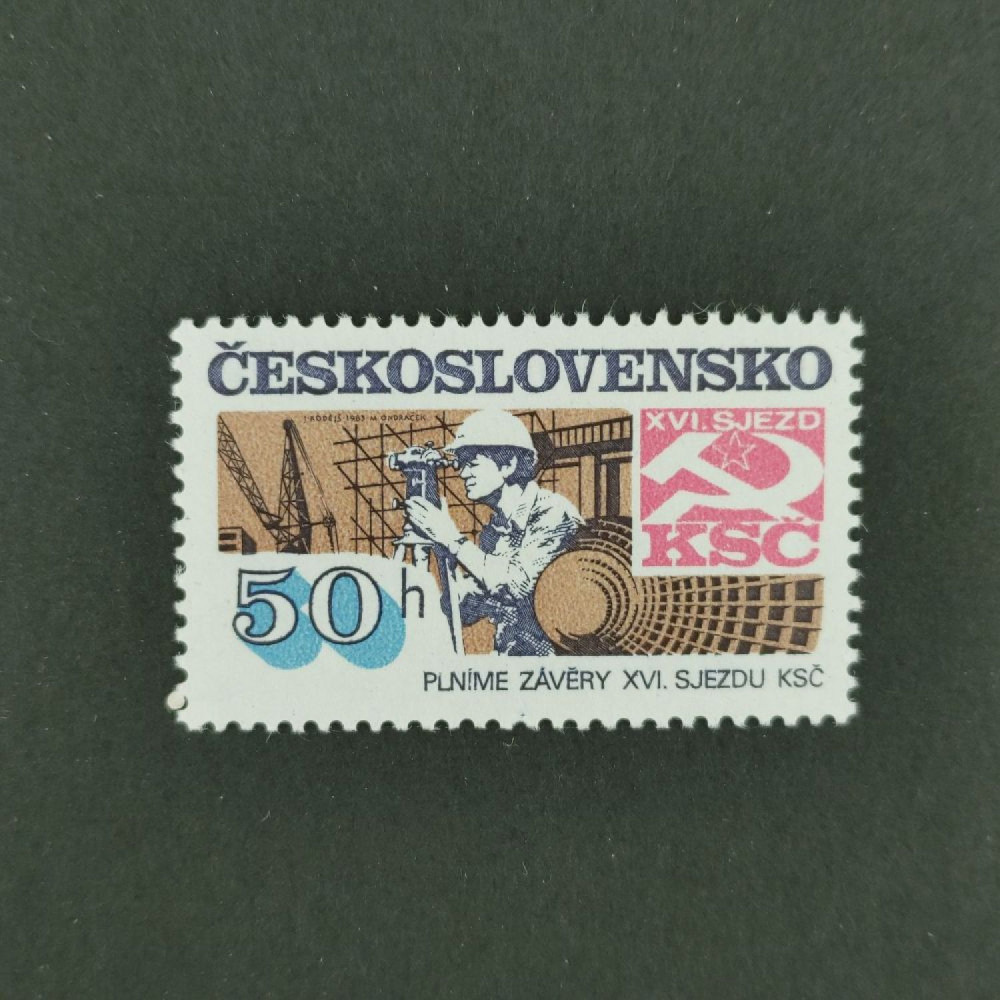 ČESKOSLOVENSKO
XVI. SJEZD
KSČ
50 h
PLNÍME ZÁVĚRY XVI. SJEZDU KSČ